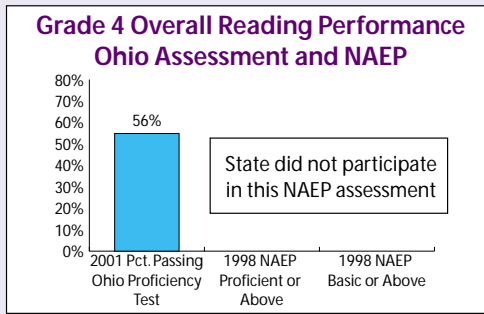 Grade 4 Overall Reading Performance
Ohio Assessment and NAEP
80%
70%
60%
50%
40%
30%
20%
10%
0%
56%
State did not participate
in this NAEP assessment
2001 Pct. Passing
Ohio Proficiency
Test
1998 NAEP
Proficient or
Above
1998 NAEP
Basic or Above